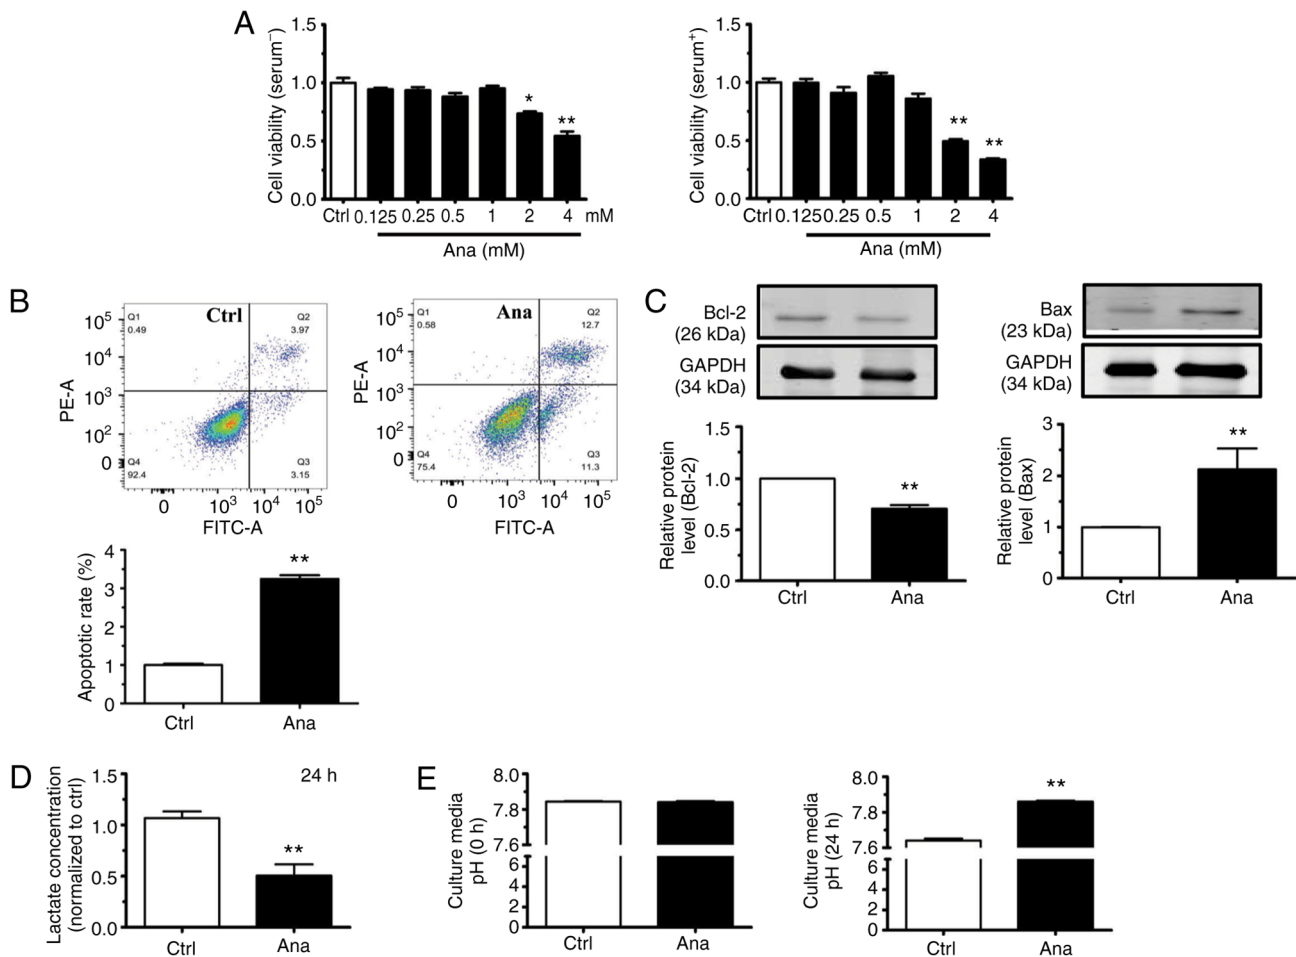 A
Cell viability (serum⁻)
1.5
1.0
0.5
0.0
*
**
Ctrl 0.125 0.25 0.5 1 2 4 mM
Ana (mM)
Cell viability (serum⁺)
1.5
1.0
0.5
0.0
**
**
Ctrl 0.125 0.25 0.5 1 2 4
Ana (mM)
B
PE-A
10⁵
10⁴
10³
10²
0
Q1
0.49
Ctrl
Q2
3.97
Q4
92.4
Q3
3.15
0 10³ 10⁴ 10⁵
FITC-A
PE-A
10⁵
10⁴
10³
10²
0
Q1
0.58
Ana
Q2
12.7
Q4
75.4
Q3
11.3
0 10³ 10⁴ 10⁵
FITC-A
Apoptotic rate (%)
4
3
2
1
0
**
Ctrl Ana
C
Bcl-2
(26 kDa)
GAPDH
(34 kDa)
Relative protein
level (Bcl-2)
1.5
1.0
0.5
0.0
**
Ctrl Ana
Bax
(23 kDa)
GAPDH
(34 kDa)
Relative protein
level (Bax)
3
2
1
0
**
Ctrl Ana
D
Lactate concentration
(normalized to ctrl)
1.5
1.0
0.5
0.0
24 h
**
Ctrl Ana
E
Culture media
pH (0 h)
8.0
7.8
7.6
6
4
2
0
Ctrl Ana
Culture media
pH (24 h)
8.0
7.8
7.6
6
4
2
0
**
Ctrl Ana